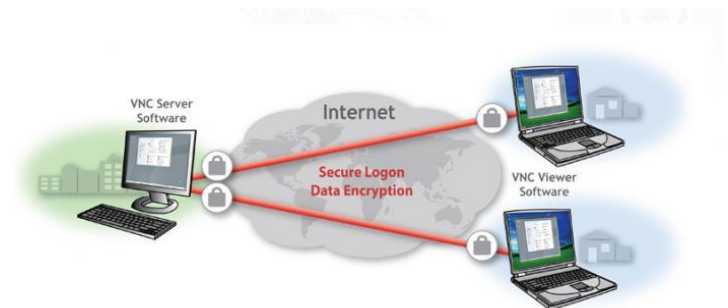 VNC Server
Software
Internet
Secure Logon
Data Encryption
VNC Viewer
Software